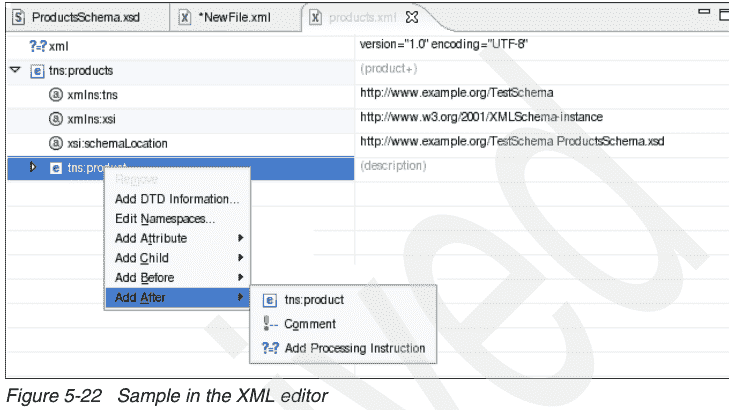 ProductsSchema.xsd *NewFile.xml products.xml
?=? xml version="1.0" encoding="UTF-8"
e tns:products (product+)
a xmlns:tns http://www.example.org/TestSchema
a xmlns:xsi http://www.w3.org/2001/XMLSchema-instance
a xsi:schemaLocation http://www.example.org/TestSchema ProductsSchema.xsd
e tns:product (description)
Remove
Add DTD Information...
Edit Namespaces...
Add Attribute
Add Child
Add Before
Add After
e tns:product
Comment
?=? Add Processing Instruction
Figure 5-22 Sample in the XML editor